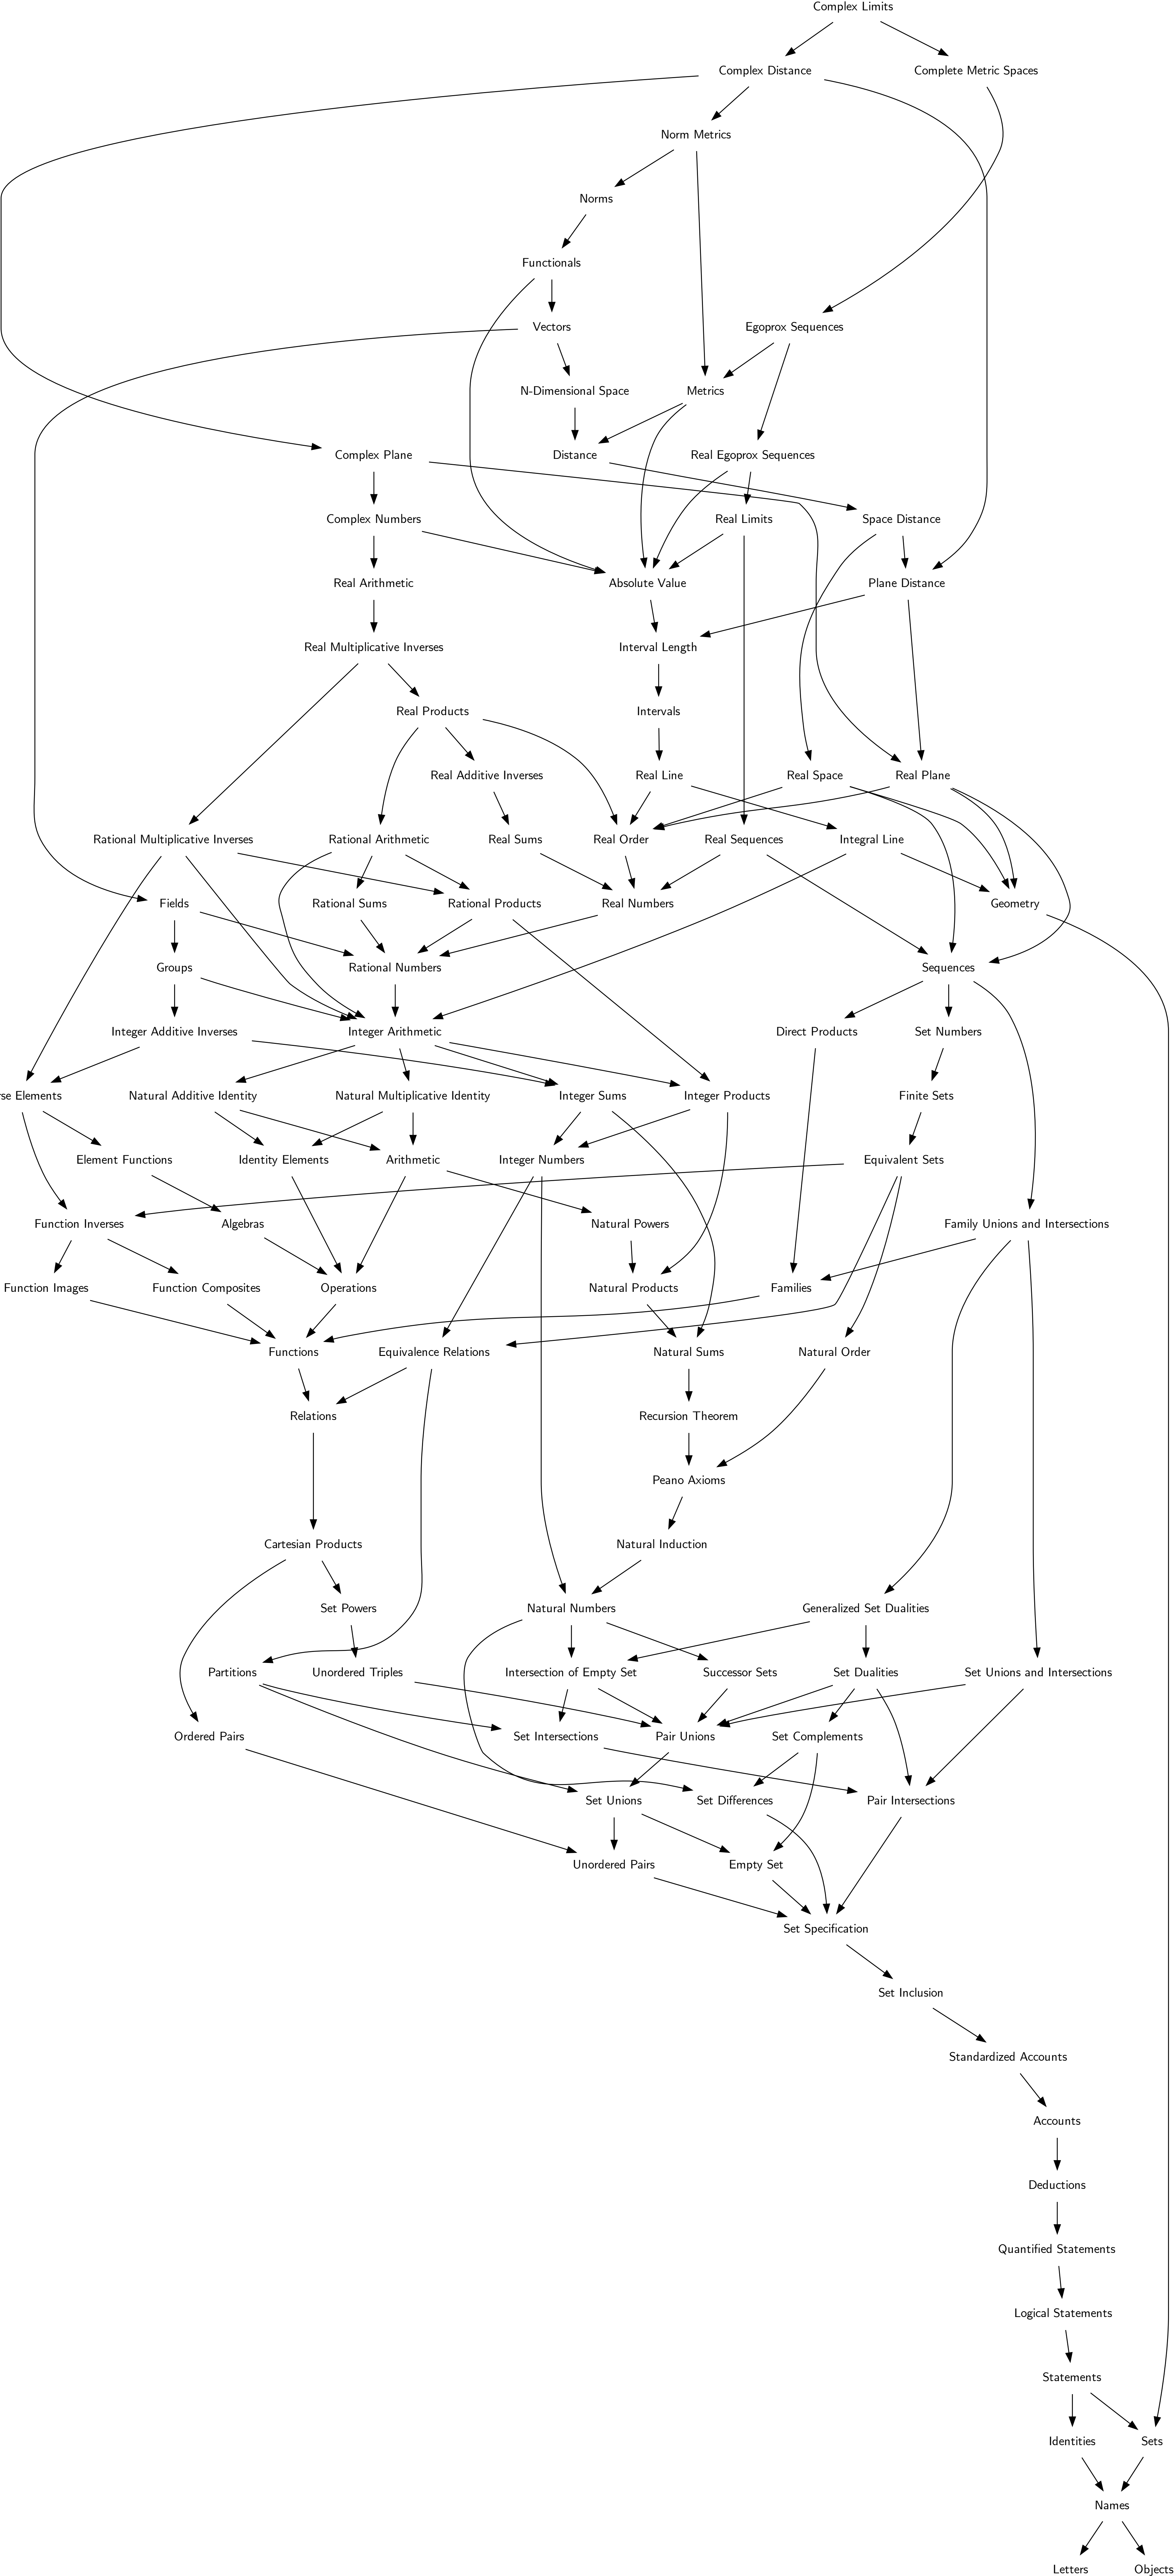 Complex Limits
Complex Distance
Complete Metric Spaces
Norm Metrics
Norms
Functionals
Vectors
Egoprox Sequences
N-Dimensional Space
Metrics
Complex Plane
Distance
Real Egoprox Sequences
Complex Numbers
Real Limits
Space Distance
Real Arithmetic
Absolute Value
Plane Distance
Real Multiplicative Inverses
Interval Length
Real Products
Intervals
Real Additive Inverses
Real Line
Real Space
Real Plane
Rational Multiplicative Inverses
Rational Arithmetic
Real Sums
Real Order
Real Sequences
Integral Line
Fields
Rational Sums
Rational Products
Real Numbers
Geometry
Groups
Rational Numbers
Sequences
Integer Additive Inverses
Integer Arithmetic
Direct Products
Set Numbers
se Elements
Natural Additive Identity
Natural Multiplicative Identity
Integer Sums
Integer Products
Finite Sets
Element Functions
Identity Elements
Arithmetic
Integer Numbers
Equivalent Sets
Function Inverses
Algebras
Natural Powers
Family Unions and Intersections
Function Images
Function Composites
Operations
Natural Products
Families
Functions
Equivalence Relations
Natural Sums
Natural Order
Relations
Recursion Theorem
Peano Axioms
Cartesian Products
Natural Induction
Set Powers
Natural Numbers
Generalized Set Dualities
Partitions
Unordered Triples
Intersection of Empty Set
Successor Sets
Set Dualities
Set Unions and Intersections
Ordered Pairs
Set Intersections
Pair Unions
Set Complements
Set Unions
Set Differences
Pair Intersections
Unordered Pairs
Empty Set
Set Specification
Set Inclusion
Standardized Accounts
Accounts
Deductions
Quantified Statements
Logical Statements
Statements
Identities
Sets
Names
Letters
Objects